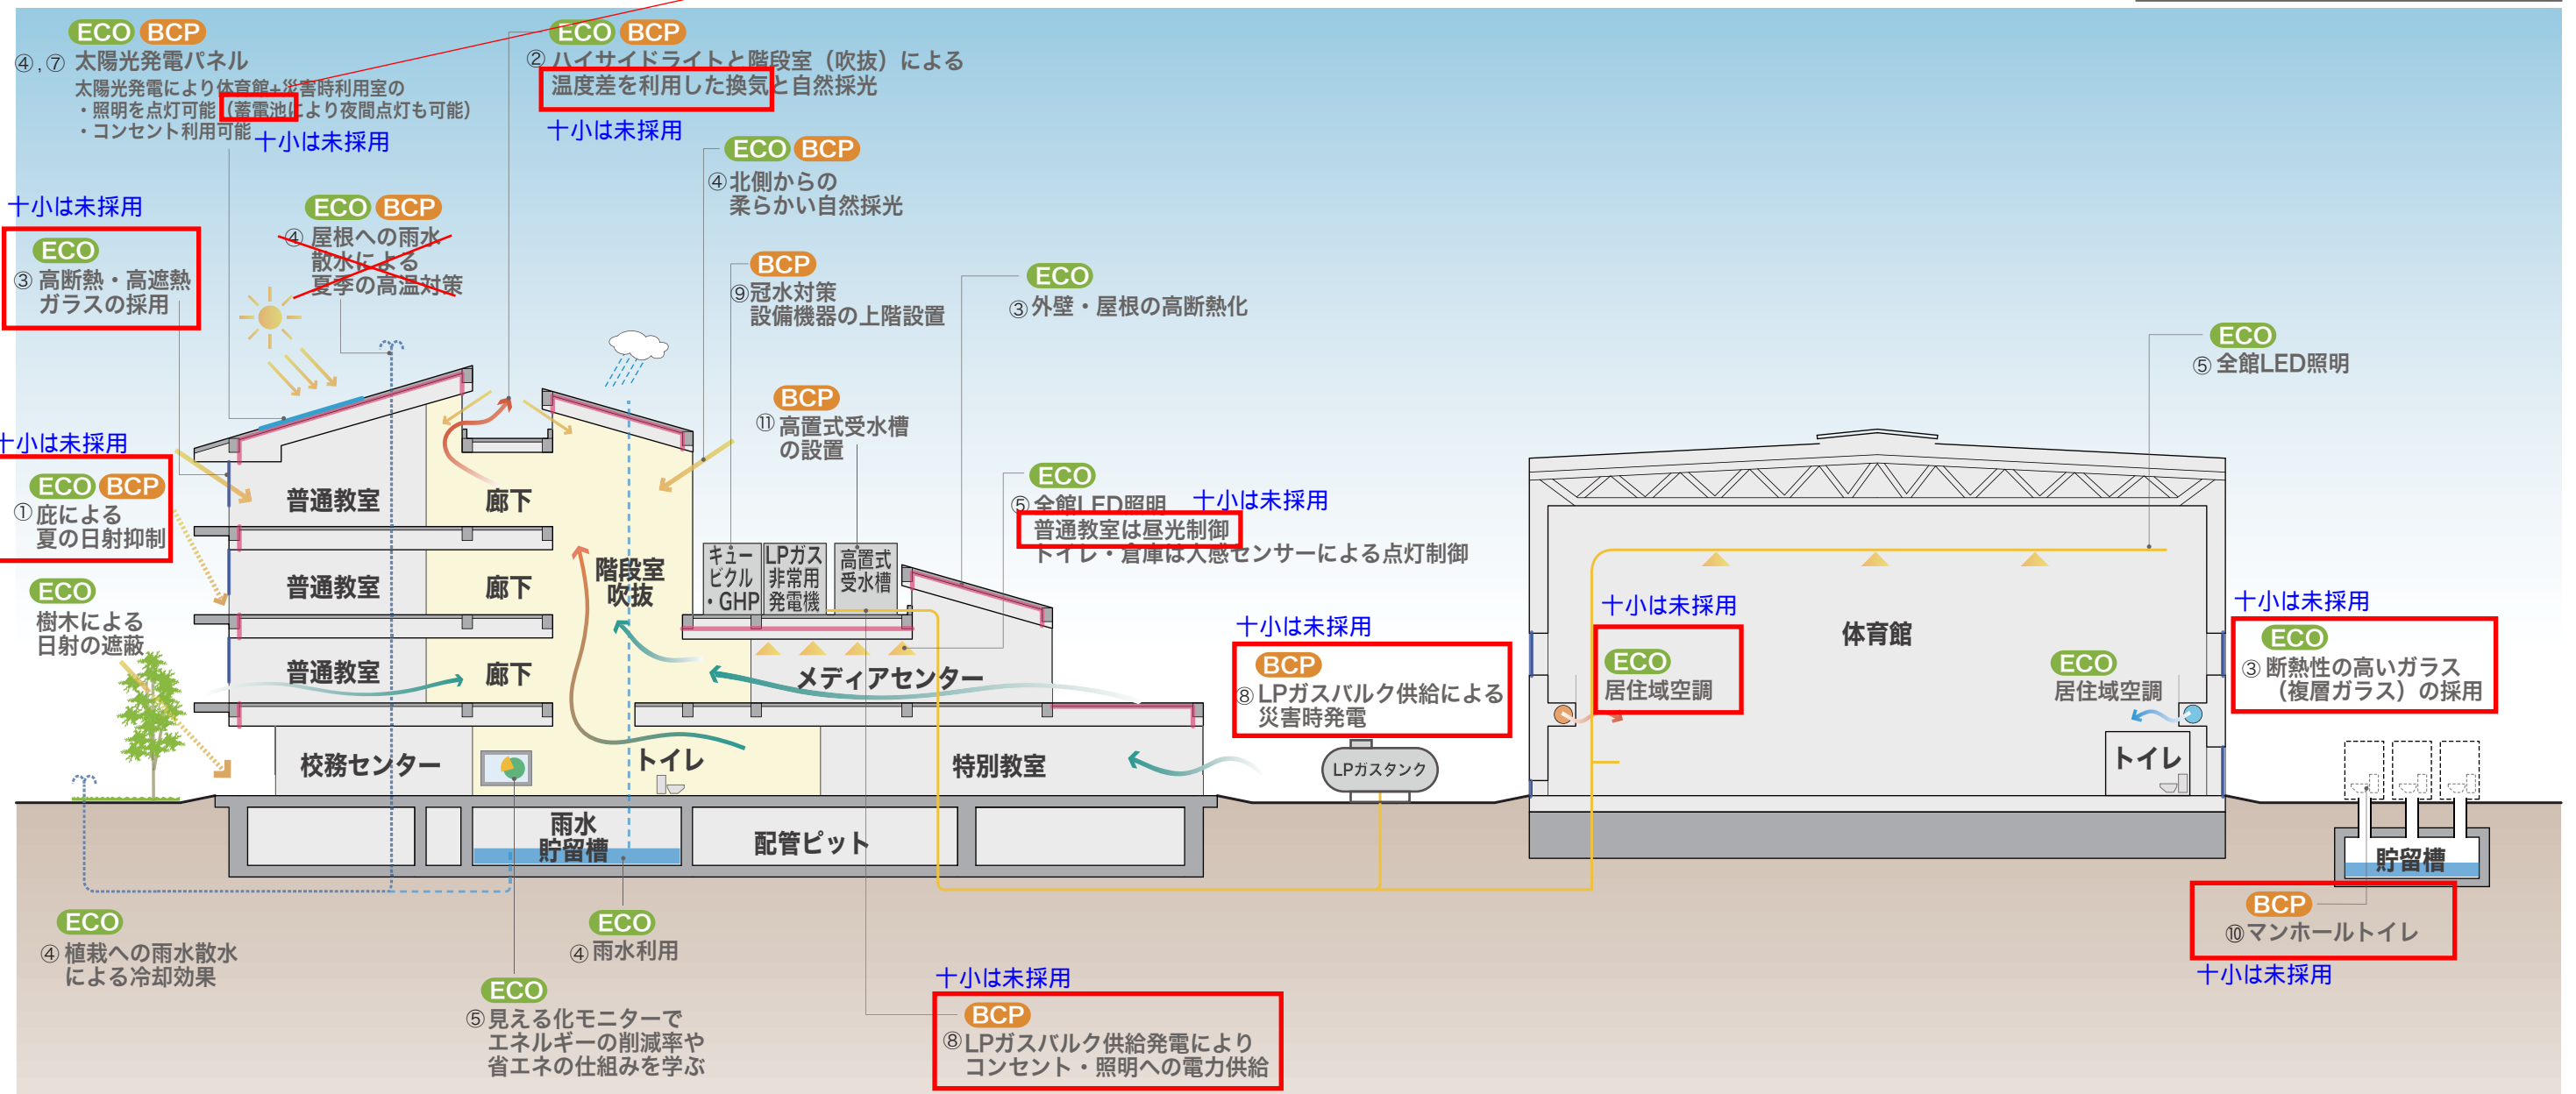 ECO BCP
④,⑦ 太陽光発電パネル
太陽光発電により体育館+災害時利用室の
・照明を点灯可能（蓄電池により夜間点灯も可能）
・コンセント利用可能
十小は未採用
ECO BCP
② ハイサイドライトと階段室（吹抜）による
温度差を利用した換気と自然採光
十小は未採用
ECO BCP
④ 北側からの
柔らかい自然採光
十小は未採用
ECO
③ 高断熱・高遮熱
ガラスの採用
ECO BCP
④ 屋根への雨水
散水による
夏季の高温対策
BCP
⑨ 冠水対策
設備機器の上階設置
ECO
③ 外壁・屋根の高断熱化
ECO
⑤ 全館LED照明
BCP
⑪ 高置式受水槽
の設置
十小は未採用
ECO BCP
① 庇による
夏の日射抑制
ECO
樹木による
日射の遮蔽
ECO
⑤ 全館LED照明
十小は未採用
普通教室は昼光制御
トイレ・倉庫は人感センサーによる点灯制御
普通教室
廊下
普通教室
廊下
普通教室
廊下
階段室
吹抜
キュー
ビクル
・GHP
LPガス
非常用
発電機
高置式
受水槽
メディアセンター
校務センター
トイレ
特別教室
雨水
貯留槽
配管ピット
十小は未採用
BCP
⑧ LPガスバルク供給による
災害時発電
LPガスタンク
十小は未採用
ECO
居住域空調
体育館
ECO
居住域空調
トイレ
十小は未採用
ECO
③ 断熱性の高いガラス
（複層ガラス）の採用
貯留槽
BCP
⑩ マンホールトイレ
十小は未採用
ECO
④ 植栽への雨水散水
による冷却効果
ECO
④ 雨水利用
ECO
⑤ 見える化モニターで
エネルギーの削減率や
省エネの仕組みを学ぶ
十小は未採用
BCP
⑧ LPガスバルク供給発電により
コンセント・照明への電力供給